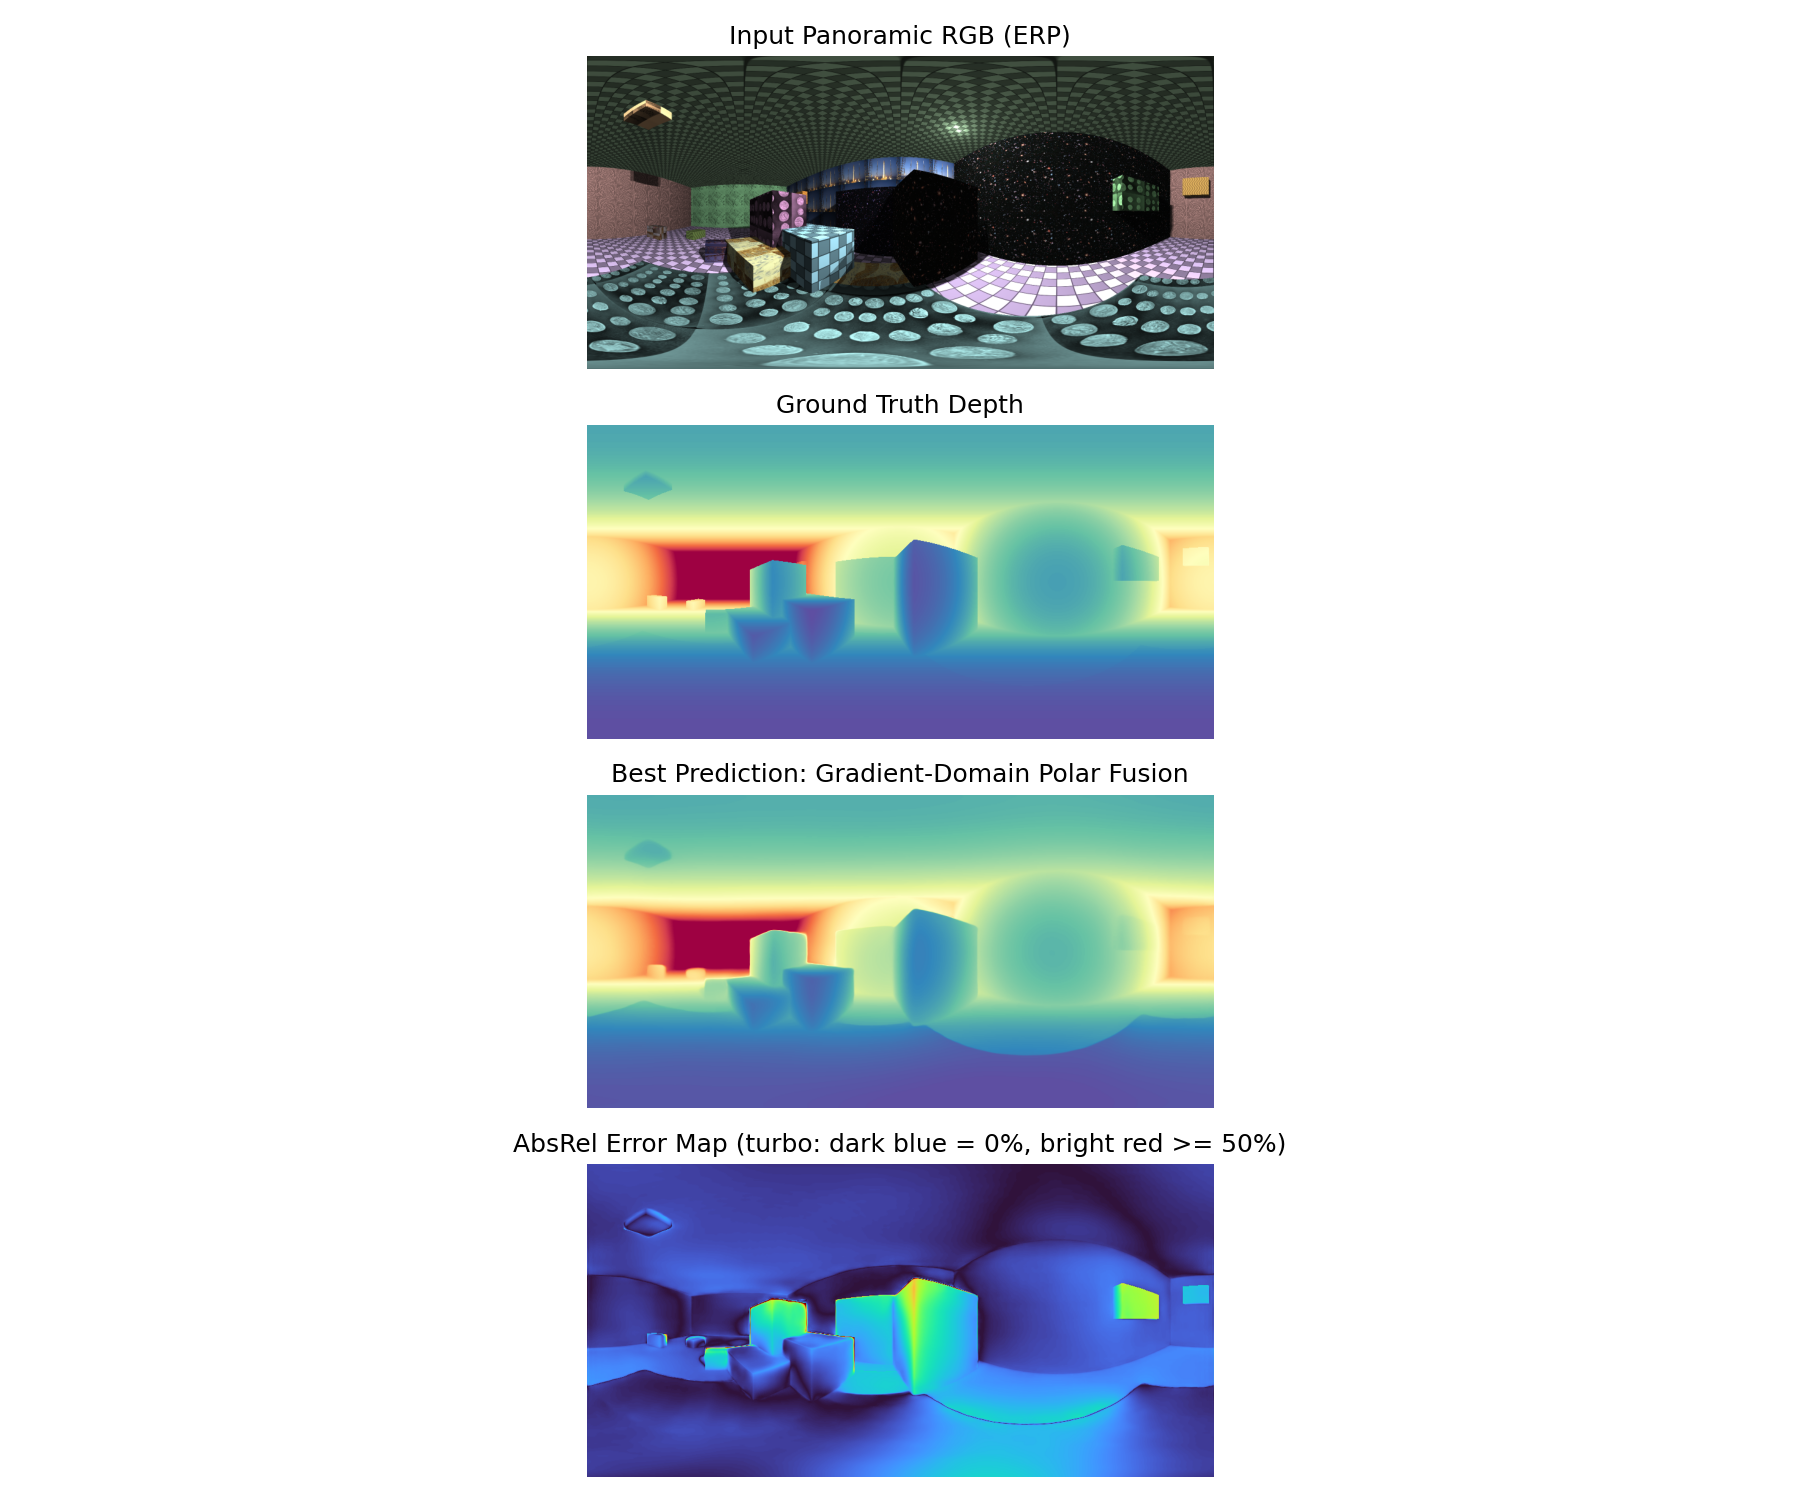 Input Panoramic RGB (ERP)
Ground Truth Depth
Best Prediction: Gradient-Domain Polar Fusion
AbsRel Error Map (turbo: dark blue = 0%, bright red >= 50%)